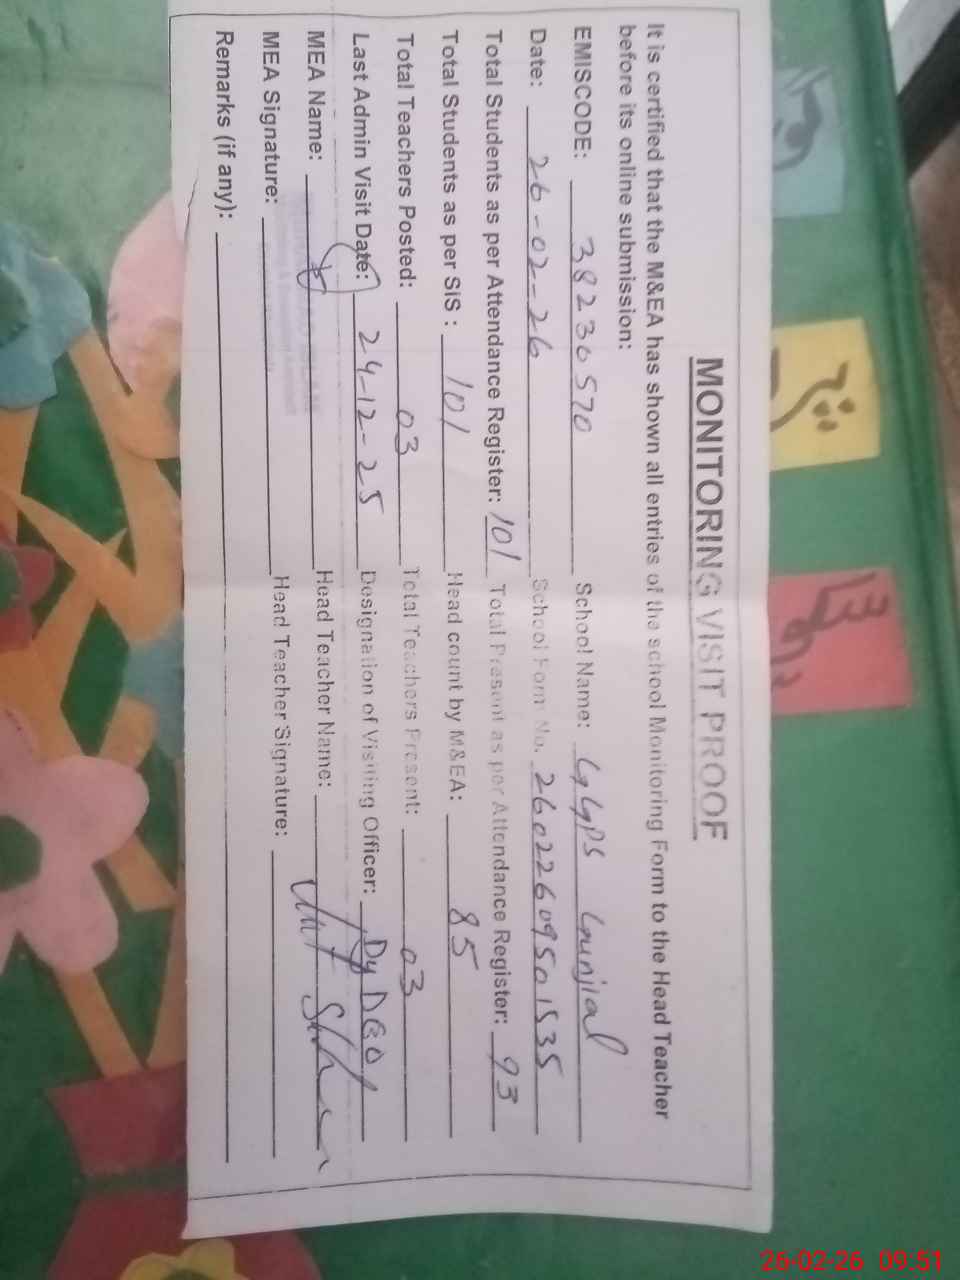 MONITORING VISIT PROOF
It is certified that the M&EA has shown all entries of the school Monitoring Form to the Head Teacher
before its online submission:
EMISCODE: 38230570 School Name: GGPS Gunjial
Date: 26-02-26 School Form No. 26022609501535
Total Students as per Attendance Register: 101 Total Present as per Attendance Register: 93
Total Students as per SIS : 101 Head count by M&EA: 85
Total Teachers Posted: 03 Total Teachers Present: 03
Last Admin Visit Date: 24-12-25 Designation of Visiting Officer: Dy DEO
MEA Name: Head Teacher Name:
MEA Signature: Head Teacher Signature:
Remarks (if any):
26-02-26 09:51